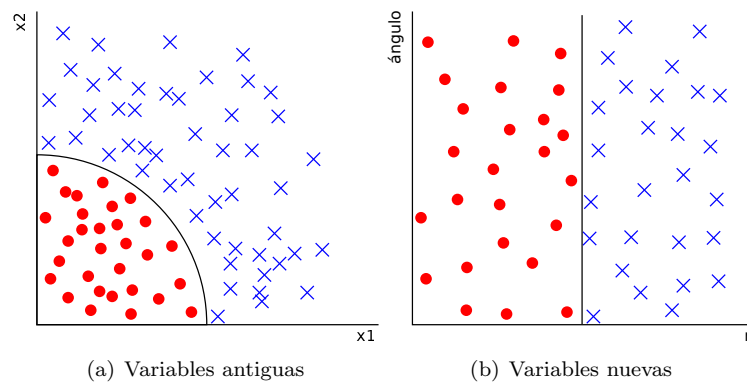 x2
x1
ángulo
(a) Variables antiguas
(b) Variables nuevas